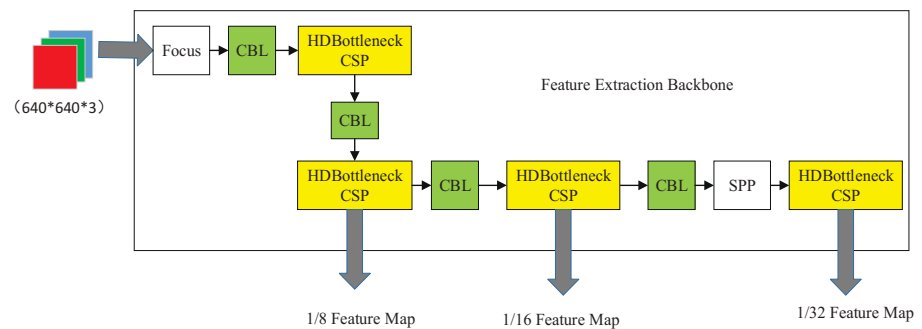 Focus
CBL
HDBottleneck
CSP
(640*640*3)
Feature Extraction Backbone
CBL
HDBottleneck
CSP
CBL
HDBottleneck
CSP
CBL
SPP
HDBottleneck
CSP
1/8 Feature Map
1/16 Feature Map
1/32 Feature Map